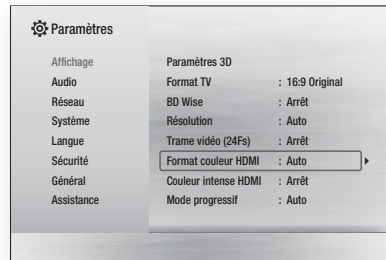 Paramètres
Affichage
Audio
Réseau
Système
Langue
Sécurité
Général
Assistance
Paramètres 3D
Format TV : 16:9 Original
BD Wise : Arrêt
Résolution : Auto
Trame vidéo (24Fs) : Arrêt
Format couleur HDMI : Auto
Couleur intense HDMI : Arrêt
Mode progressif : Auto